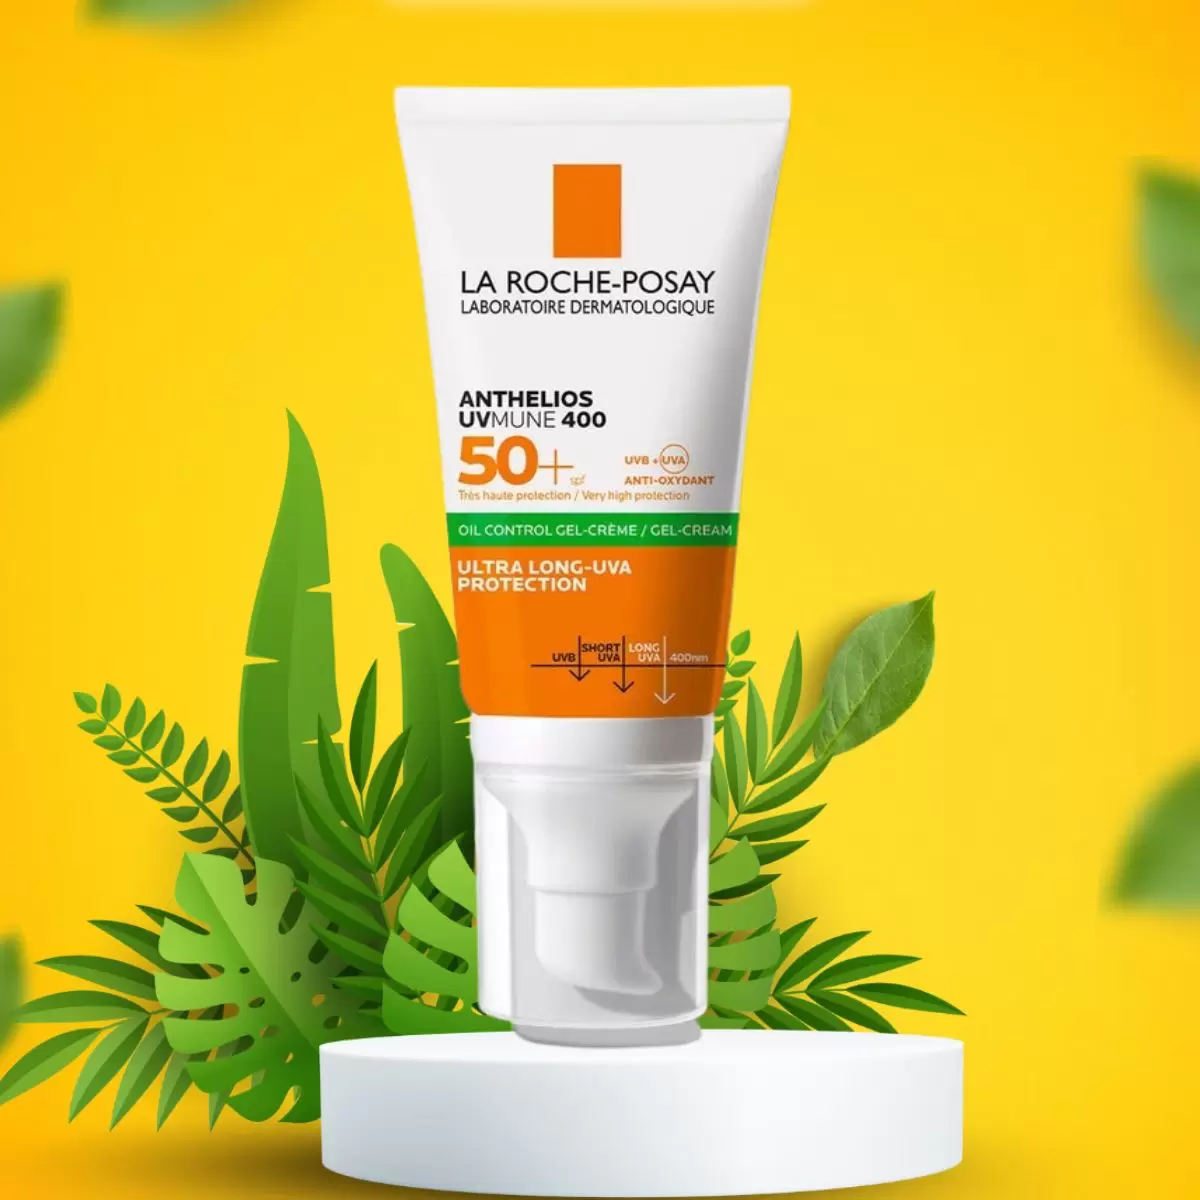 LA ROCHE-POSAY
LABORATOIRE DERMATOLOGIQUE
ANTHELIOS
UVMUNE 400
50+ spf
UVB + UVA
ANTI-OXYDANT
Très haute protection / Very high protection
OIL CONTROL GEL-CRÈME / GEL-CREAM
ULTRA LONG-UVA
PROTECTION
UVB
SHORT UVA
LONG UVA
400nm